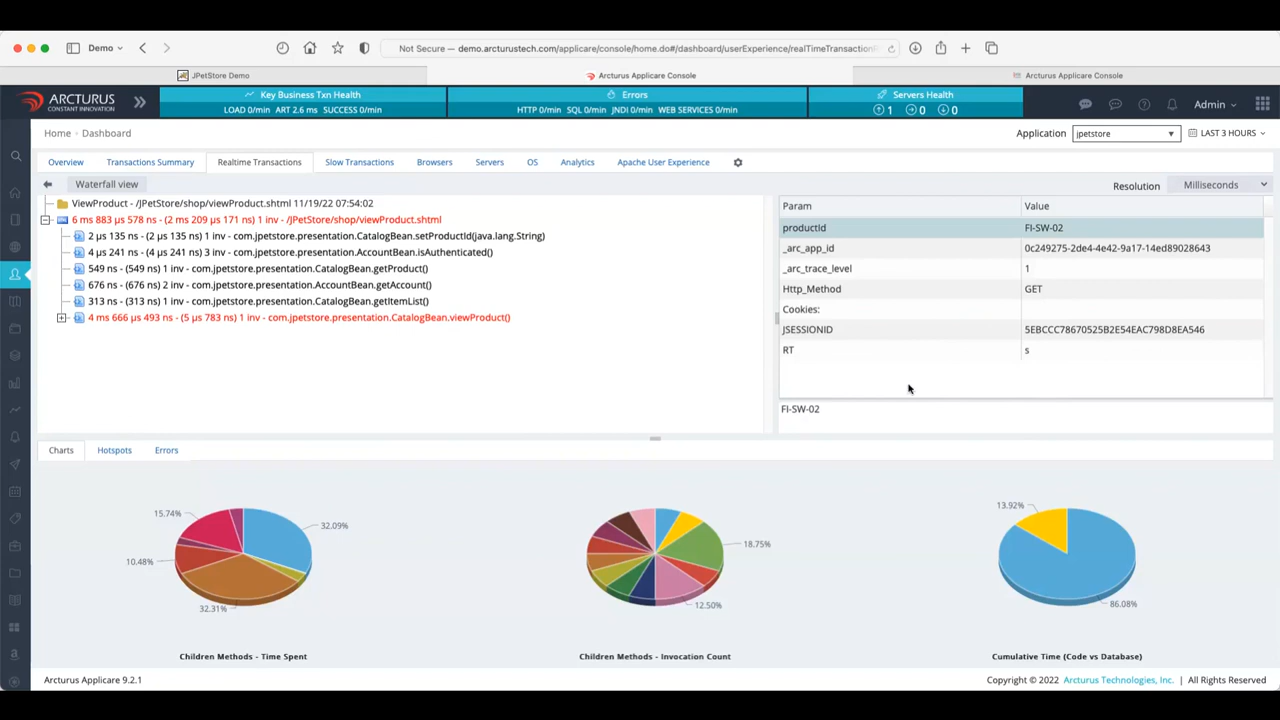 Demo
Not Secure — demo.arcturustech.com/applicare/console/home.do#/dashboard/userExperience/realTimeTransaction
JPetStore Demo
Arcturus Applicare Console
Arcturus Applicare Console
ARCTURUS
CONSTANT INNOVATION
Key Business Txn Health
LOAD 0/min ART 2.6 ms SUCCESS 0/min
Errors
HTTP 0/min SQL 0/min JNDI 0/min WEB SERVICES 0/min
Servers Health
1 0 0
Admin
Home Dashboard
Application jpetstore LAST 3 HOURS
Overview Transactions Summary Realtime Transactions Slow Transactions Browsers Servers OS Analytics Apache User Experience
Waterfall view
Resolution Milliseconds
ViewProduct - /JPetStore/shop/viewProduct.shtml 11/19/22 07:54:02
6 ms 883 µs 578 ns - (2 ms 209 µs 171 ns) 1 inv - /JPetStore/shop/viewProduct.shtml
2 µs 135 ns - (2 µs 135 ns) 1 inv - com.jpetstore.presentation.CatalogBean.setProductId(java.lang.String)
4 µs 241 ns - (4 µs 241 ns) 3 inv - com.jpetstore.presentation.AccountBean.isAuthenticated()
549 ns - (549 ns) 1 inv - com.jpetstore.presentation.CatalogBean.getProduct()
676 ns - (676 ns) 2 inv - com.jpetstore.presentation.AccountBean.getAccount()
313 ns - (313 ns) 1 inv - com.jpetstore.presentation.CatalogBean.getItemList()
4 ms 666 µs 493 ns - (5 µs 783 ns) 1 inv - com.jpetstore.presentation.CatalogBean.viewProduct()
Param Value
productId FI-SW-02
_arc_app_id 0c249275-2de4-4e42-9a17-14ed89028643
_arc_trace_level 1
Http_Method GET
Cookies:
JSESSIONID 5EBCCC78670525B2E54EAC798D8EA546
RT s
FI-SW-02
Charts Hotspots Errors
15.74%
32.09%
10.48%
32.31%
Children Methods - Time Spent
18.75%
12.50%
Children Methods - Invocation Count
13.92%
86.08%
Cumulative Time (Code vs Database)
Arcturus Applicare 9.2.1
Copyright © 2022 Arcturus Technologies, Inc. | All Rights Reserved